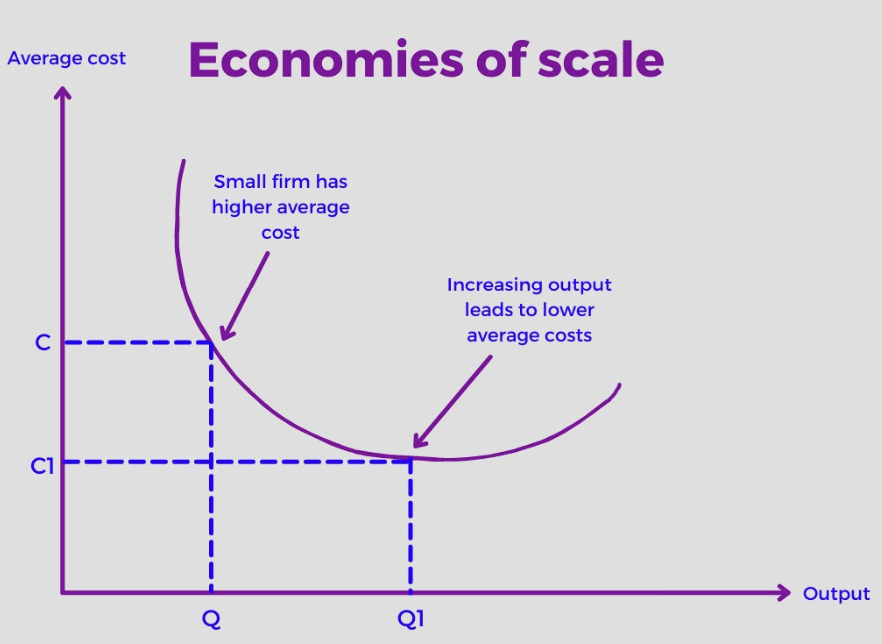 Economies of scale
Average cost
Small firm has
higher average
cost
Increasing output
leads to lower
average costs
C
C1
Output
Q
Q1